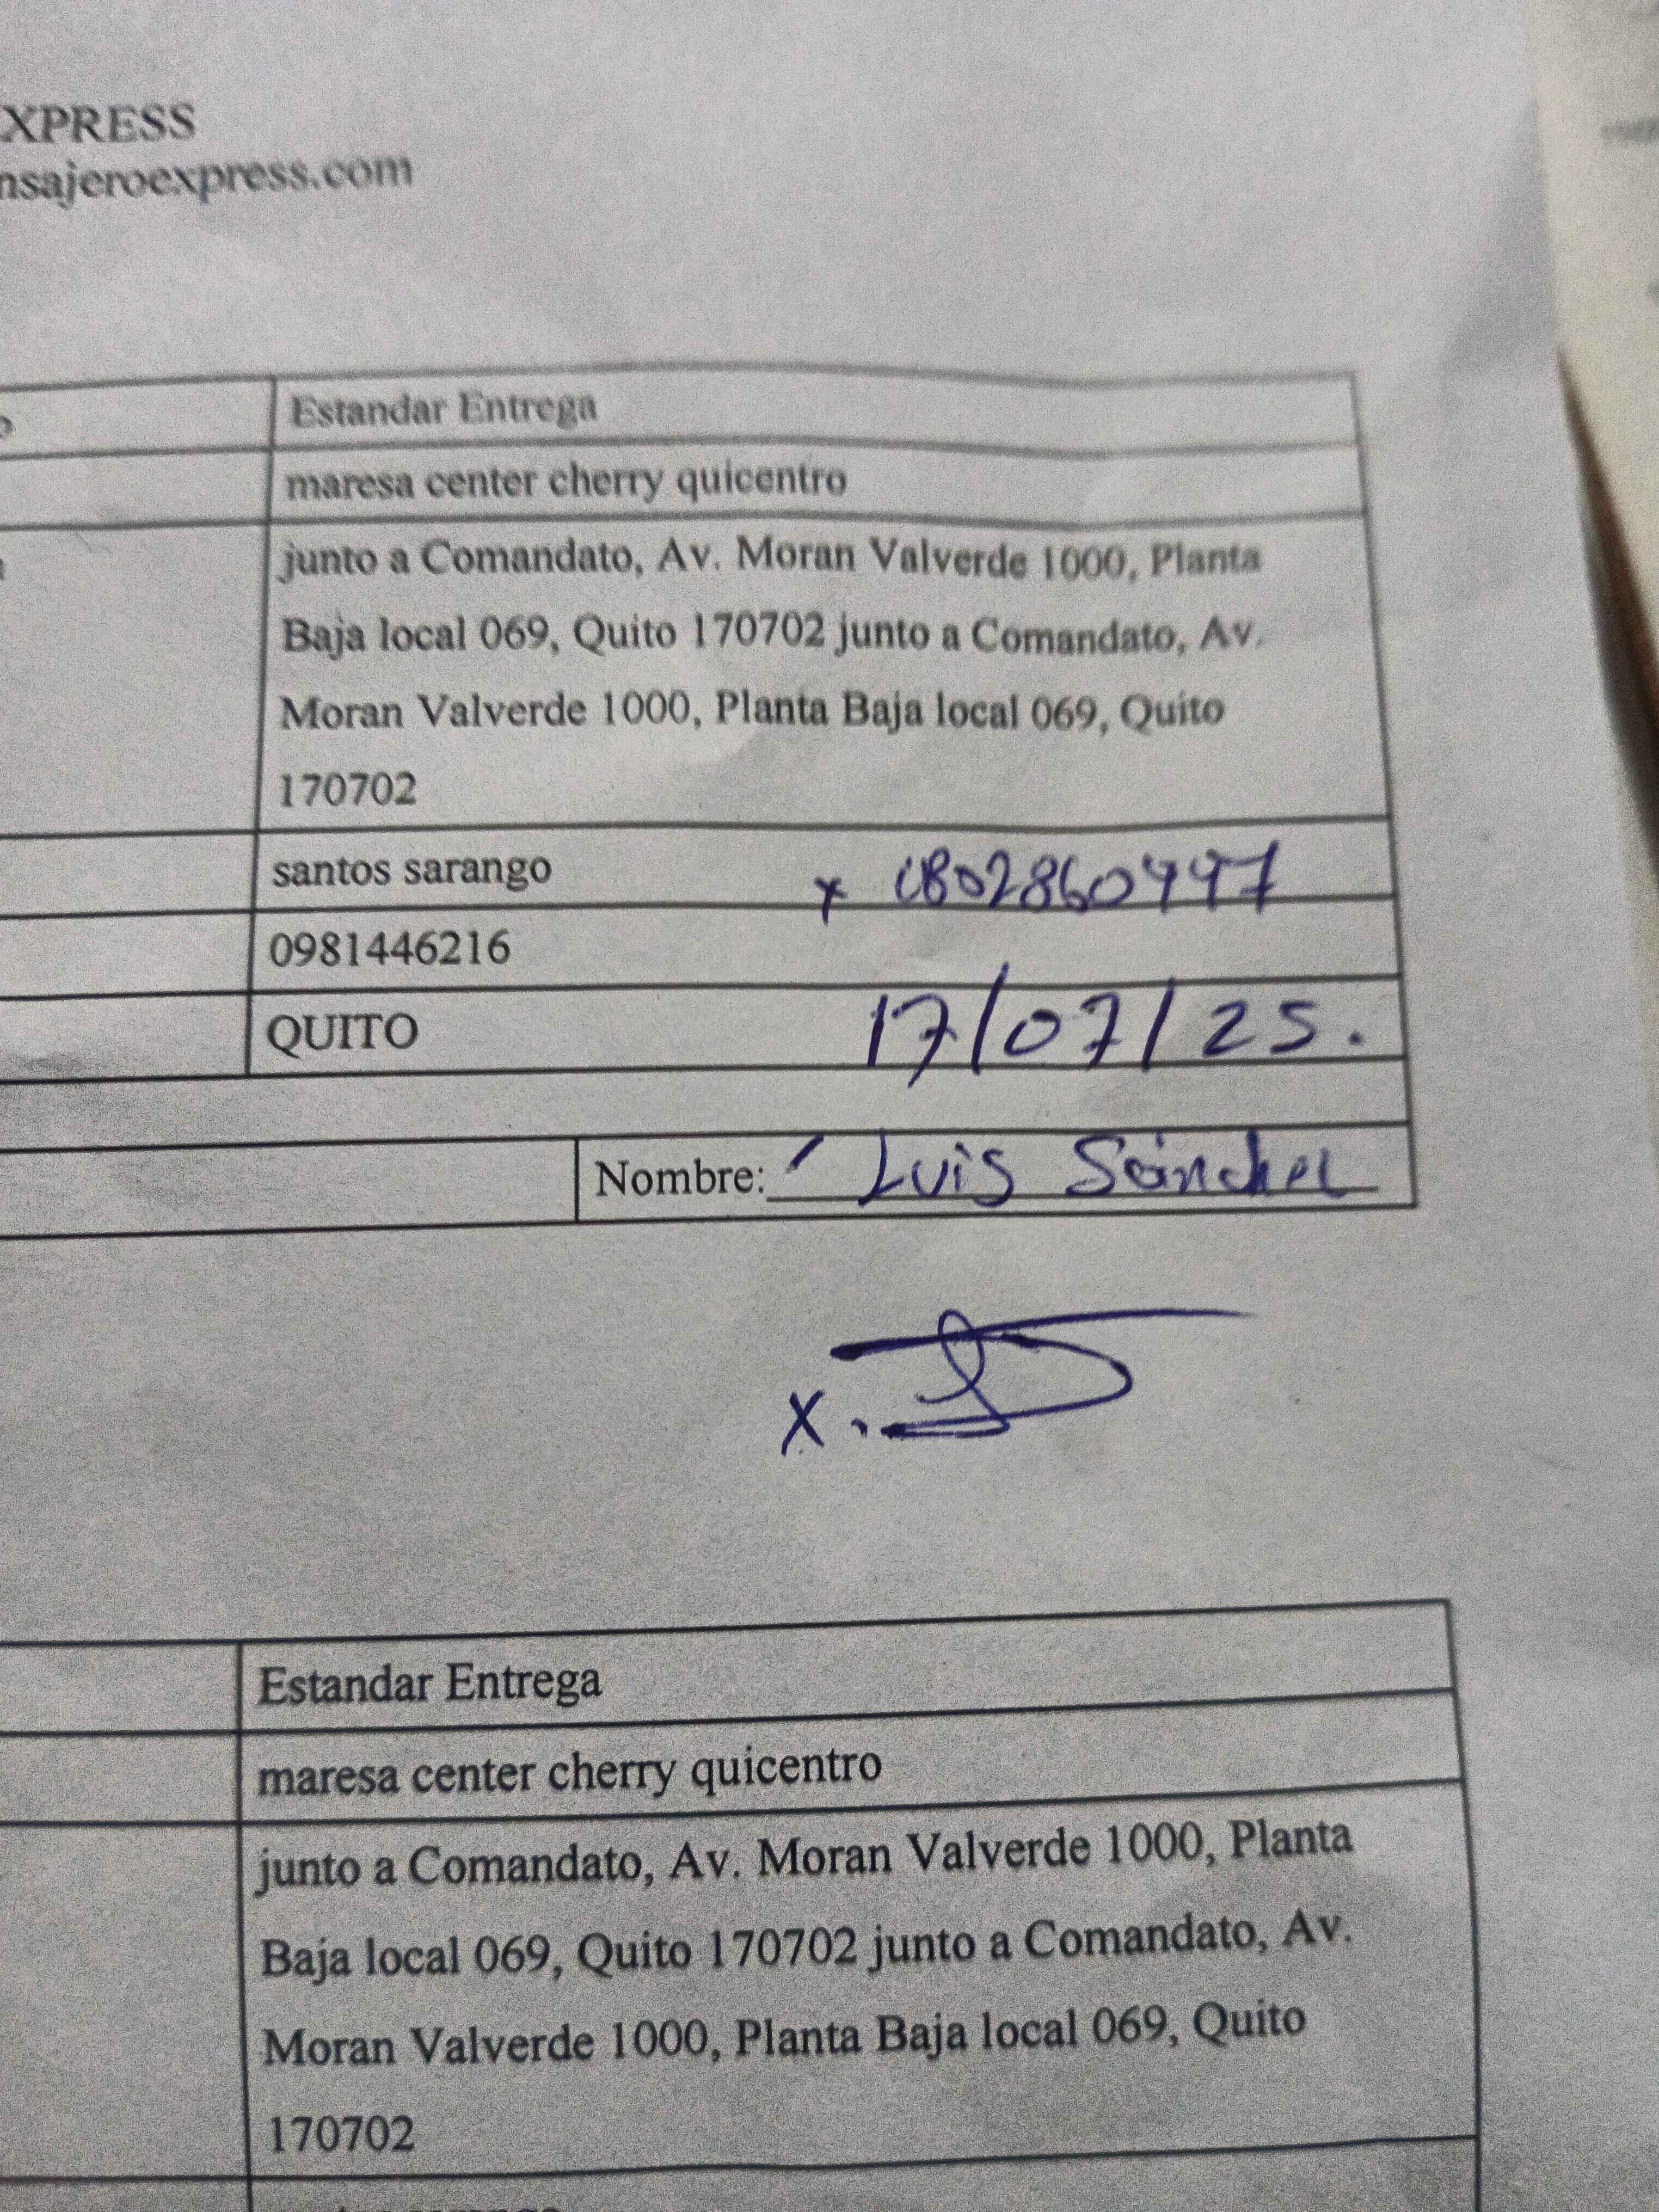 XPRESS
nsajeroexpress.com
Estandar Entrega
maresa center cherry quicentro
junto a Comandato, Av. Moran Valverde 1000, Planta
Baja local 069, Quito 170702 junto a Comandato, Av.
Moran Valverde 1000, Planta Baja local 069, Quito
170702
santos sarango x 0802860997
0981446216
QUITO 17/07/25.
Nombre: Luis Sánchez
X.
Estandar Entrega
maresa center cherry quicentro
junto a Comandato, Av. Moran Valverde 1000, Planta
Baja local 069, Quito 170702 junto a Comandato, Av.
Moran Valverde 1000, Planta Baja local 069, Quito
170702